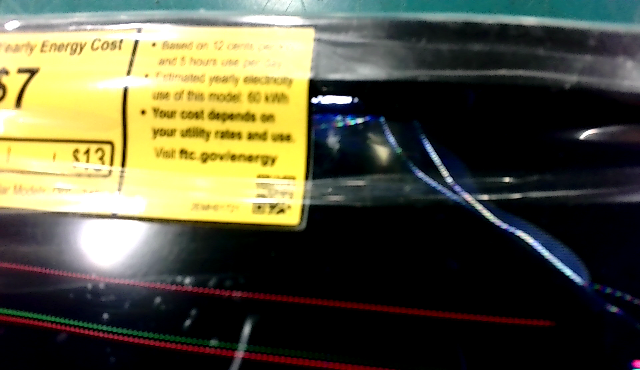 Yearly Energy Cost
$7
$13
• Based on 12 cents
and 5 hours use per day
• Estimated yearly electricity
use of this model: 60 kWh
• Your cost depends on
your utility rates and use.
Visit ftc.gov/energy